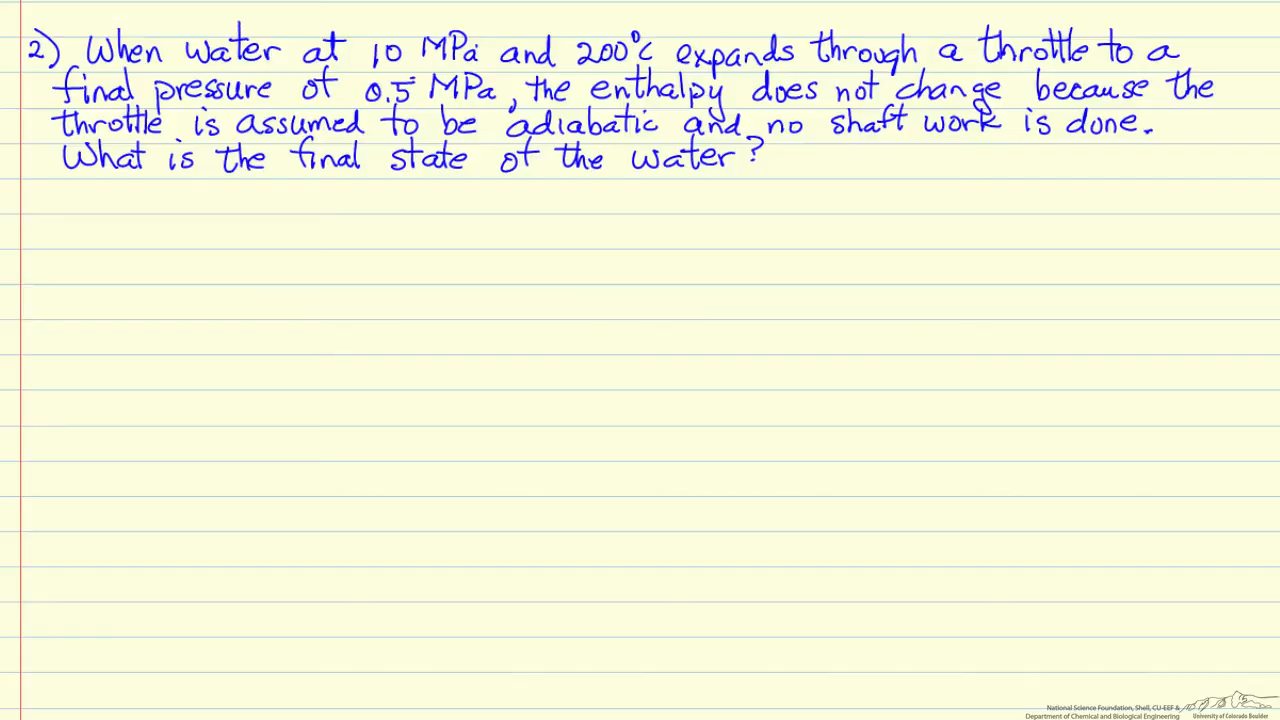 2) When water at 10 MPa and 200°C expands through a throttle to a
final pressure of 0.5 MPa, the enthalpy does not change because the
throttle is assumed to be adiabatic and no shaft work is done.
What is the final state of the water?
National Science Foundation, Shell, CU-EEF &
Department of Chemical and Biological Engineering
University of Colorado Boulder